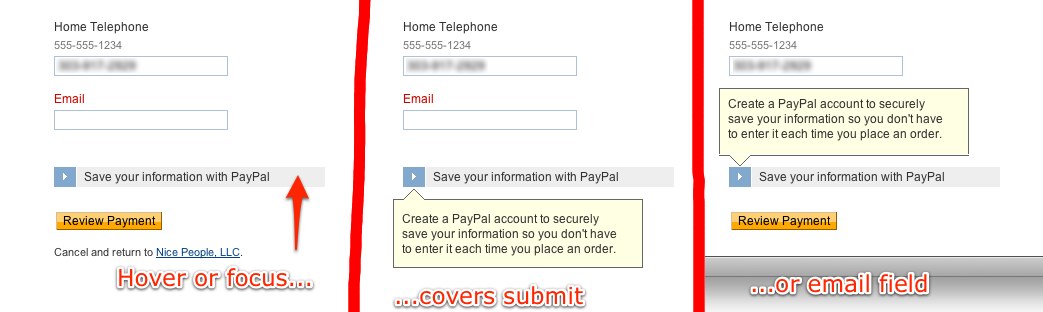 Home Telephone
555-555-1234
Email
Save your information with PayPal
Review Payment
Cancel and return to Nice People, LLC.
Hover or focus...
Home Telephone
555-555-1234
Email
Save your information with PayPal
Create a PayPal account to securely
save your information so you don't have
to enter it each time you place an order.
...covers submit
Home Telephone
555-555-1234
Create a PayPal account to securely
save your information so you don't have
to enter it each time you place an order.
Save your information with PayPal
Review Payment
...or email field